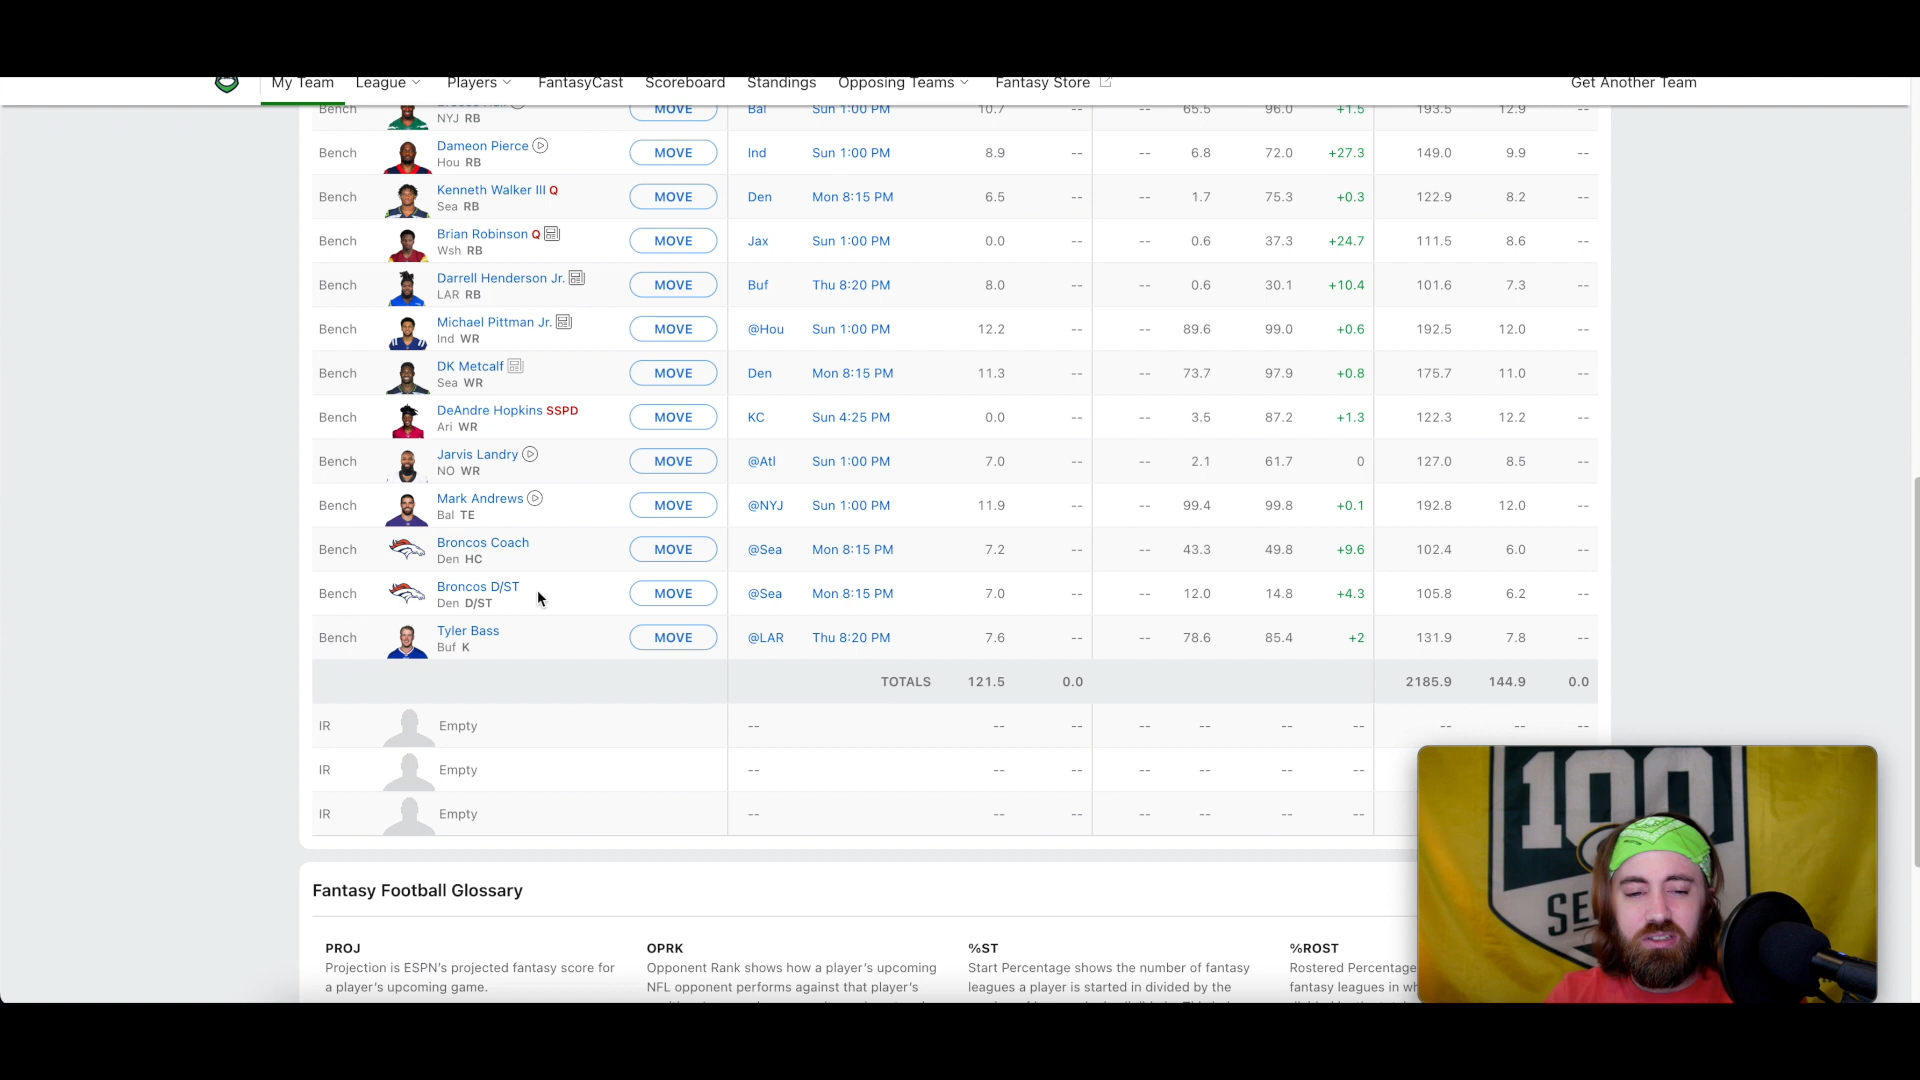 My Team League Players FantasyCast Scoreboard Standings Opposing Teams Fantasy Store Get Another Team
Bench MOVE Bal Sun 1:00 PM 10.7 -- -- 65.5 96.0 +1.5 193.5 12.9 --
NYJ RB
Bench Dameon Pierce MOVE Ind Sun 1:00 PM 8.9 -- -- 6.8 72.0 +27.3 149.0 9.9 --
Hou RB
Bench Kenneth Walker III Q MOVE Den Mon 8:15 PM 6.5 -- -- 1.7 75.3 +0.3 122.9 8.2 --
Sea RB
Bench Brian Robinson Q MOVE Jax Sun 1:00 PM 0.0 -- -- 0.6 37.3 +24.7 111.5 8.6 --
Wsh RB
Bench Darrell Henderson Jr. MOVE Buf Thu 8:20 PM 8.0 -- -- 0.6 30.1 +10.4 101.6 7.3 --
LAR RB
Bench Michael Pittman Jr. MOVE @Hou Sun 1:00 PM 12.2 -- -- 89.6 99.0 +0.6 192.5 12.0 --
Ind WR
Bench DK Metcalf MOVE Den Mon 8:15 PM 11.3 -- -- 73.7 97.9 +0.8 175.7 11.0 --
Sea WR
Bench DeAndre Hopkins SSPD MOVE KC Sun 4:25 PM 0.0 -- -- 3.5 87.2 +1.3 122.3 12.2 --
Ari WR
Bench Jarvis Landry MOVE @Atl Sun 1:00 PM 7.0 -- -- 2.1 61.7 0 127.0 8.5 --
NO WR
Bench Mark Andrews MOVE @NYJ Sun 1:00 PM 11.9 -- -- 99.4 99.8 +0.1 192.8 12.0 --
Bal TE
Bench Broncos Coach MOVE @Sea Mon 8:15 PM 7.2 -- -- 43.3 49.8 +9.6 102.4 6.0 --
Den HC
Bench Broncos D/ST MOVE @Sea Mon 8:15 PM 7.0 -- -- 12.0 14.8 +4.3 105.8 6.2 --
Den D/ST
Bench Tyler Bass MOVE @LAR Thu 8:20 PM 7.6 -- -- 78.6 85.4 +2 131.9 7.8 --
Buf K
TOTALS 121.5 0.0 2185.9 144.9 0.0
IR Empty -- -- -- -- -- -- -- -- -- --
IR Empty -- -- -- -- -- -- --
IR Empty -- -- -- -- -- -- --
100
SE
Fantasy Football Glossary
PROJ OPRK %ST %ROST
Projection is ESPN's projected fantasy score for Opponent Rank shows how a player's upcoming Start Percentage shows the number of fantasy Rostered Percentage
a player's upcoming game. NFL opponent performs against that player's leagues a player is started in divided by the fantasy leagues in wh